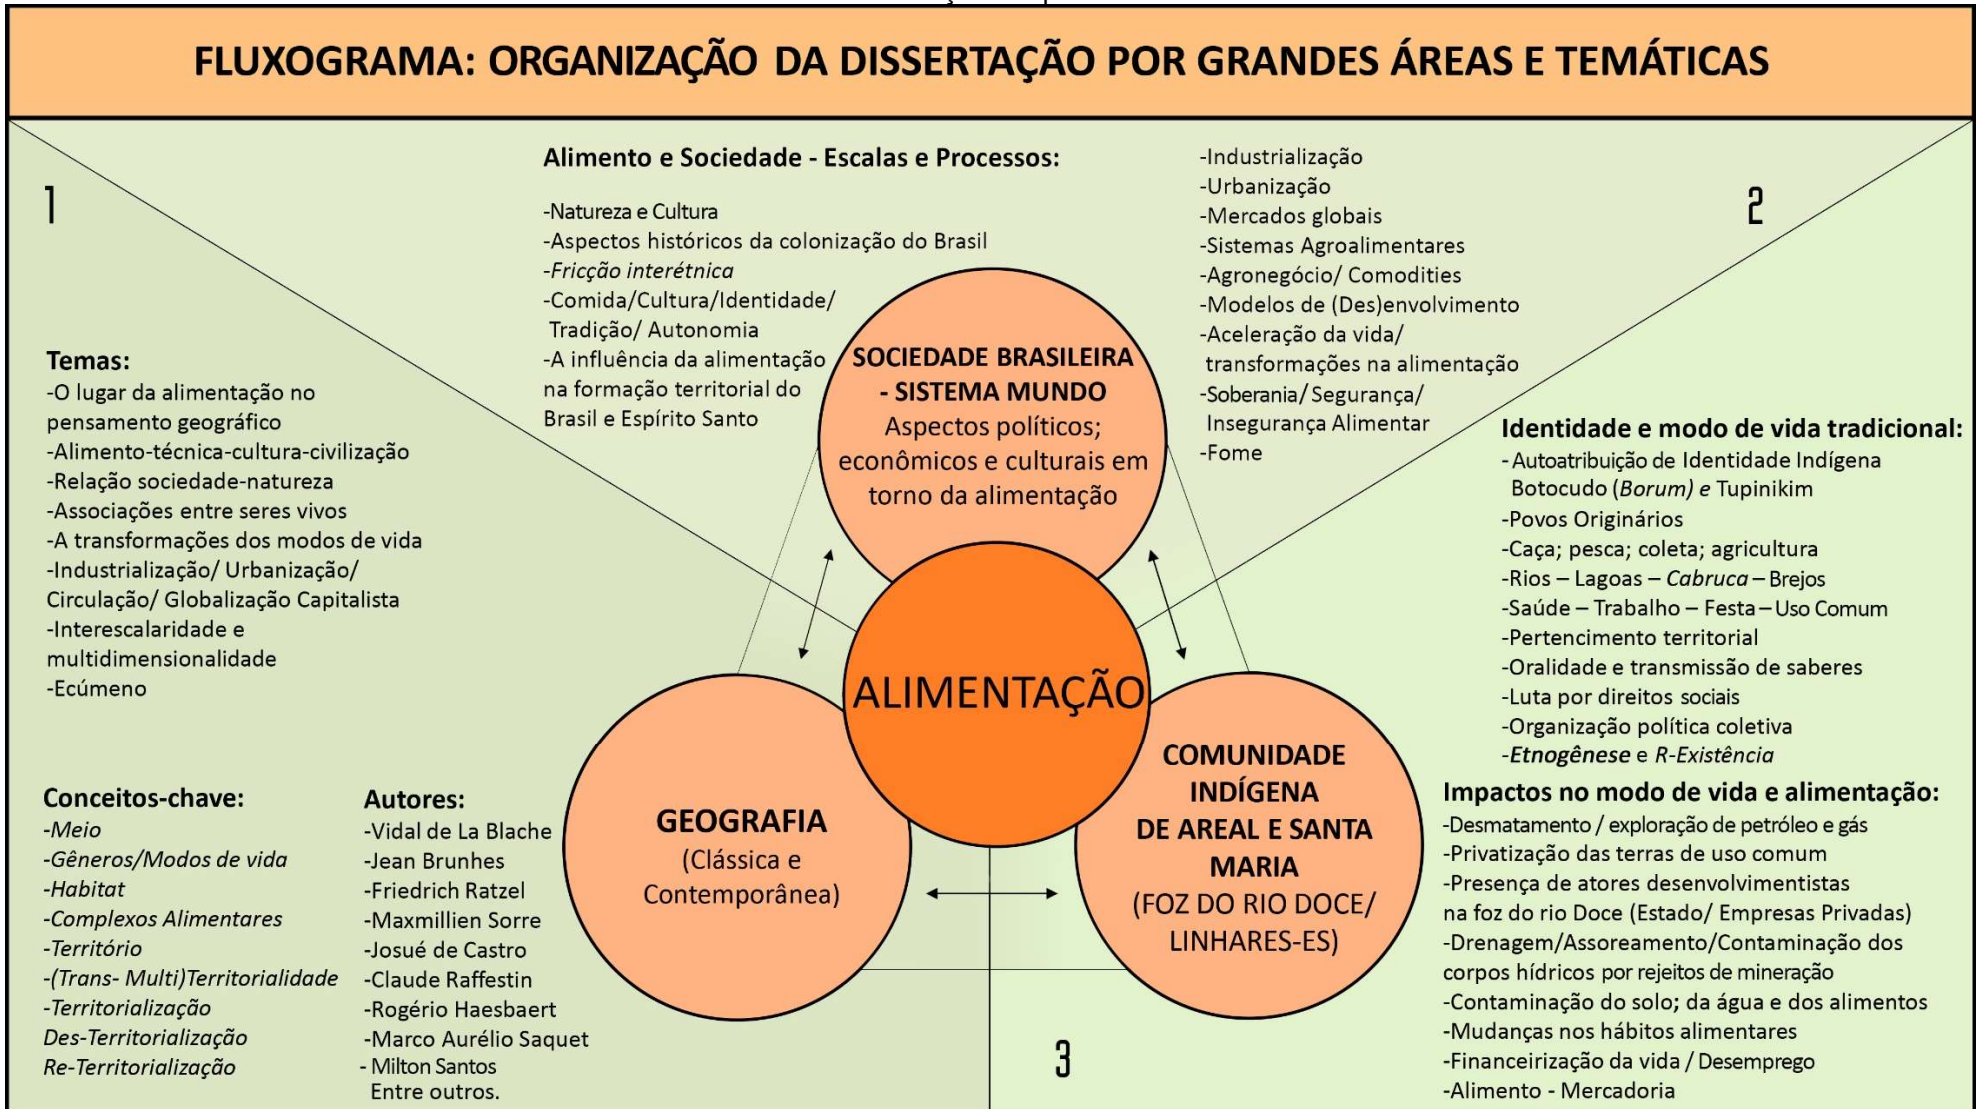 FLUXOGRAMA: ORGANIZAÇÃO DA DISSERTAÇÃO POR GRANDES ÁREAS E TEMÁTICAS
1
Temas:
-O lugar da alimentação no
pensamento geográfico
-Alimento-técnica-cultura-civilização
-Relação sociedade-natureza
-Associações entre seres vivos
-A transformações dos modos de vida
-Industrialização/ Urbanização/
Circulação/ Globalização Capitalista
-Interescalaridade e
multidimensionalidade
-Ecúmeno
Conceitos-chave:
-Meio
-Gêneros/Modos de vida
-Habitat
-Complexos Alimentares
-Território
-(Trans- Multi)Territorialidade
-Territorialização
Des-Territorialização
Re-Territorialização
Autores:
-Vidal de La Blache
-Jean Brunhes
-Friedrich Ratzel
-Maxmillien Sorre
-Josué de Castro
-Claude Raffestin
-Rogério Haesbaert
-Marco Aurélio Saquet
- Milton Santos
Entre outros.
Alimento e Sociedade - Escalas e Processos:
-Natureza e Cultura
-Aspectos históricos da colonização do Brasil
-Fricção interétnica
-Comida/Cultura/Identidade/
Tradição/ Autonomia
-A influência da alimentação
na formação territorial do
Brasil e Espírito Santo
-Industrialização
-Urbanização
-Mercados globais
-Sistemas Agroalimentares
-Agronegócio/ Comodities
-Modelos de (Des)envolvimento
-Aceleração da vida/
transformações na alimentação
-Soberania/ Segurança/
Insegurança Alimentar
-Fome
2
SOCIEDADE BRASILEIRA
- SISTEMA MUNDO
Aspectos políticos;
econômicos e culturais em
torno da alimentação
ALIMENTAÇÃO
GEOGRAFIA
(Clássica e
Contemporânea)
COMUNIDADE
INDÍGENA
DE AREAL E SANTA
MARIA
(FOZ DO RIO DOCE/
LINHARES-ES)
3
Identidade e modo de vida tradicional:
- Autoatribuição de Identidade Indígena
Botocudo (Borum) e Tupinikim
-Povos Originários
-Caça; pesca; coleta; agricultura
-Rios – Lagoas – Cabruca – Brejos
-Saúde – Trabalho – Festa – Uso Comum
-Pertencimento territorial
-Oralidade e transmissão de saberes
-Luta por direitos sociais
-Organização política coletiva
-Etnogênese e R-Existência
Impactos no modo de vida e alimentação:
-Desmatamento / exploração de petróleo e gás
-Privatização das terras de uso comum
-Presença de atores desenvolvimentistas
na foz do rio Doce (Estado/ Empresas Privadas)
-Drenagem/Assoreamento/Contaminação dos
corpos hídricos por rejeitos de mineração
-Contaminação do solo; da água e dos alimentos
-Mudanças nos hábitos alimentares
-Financeirização da vida / Desemprego
-Alimento - Mercadoria